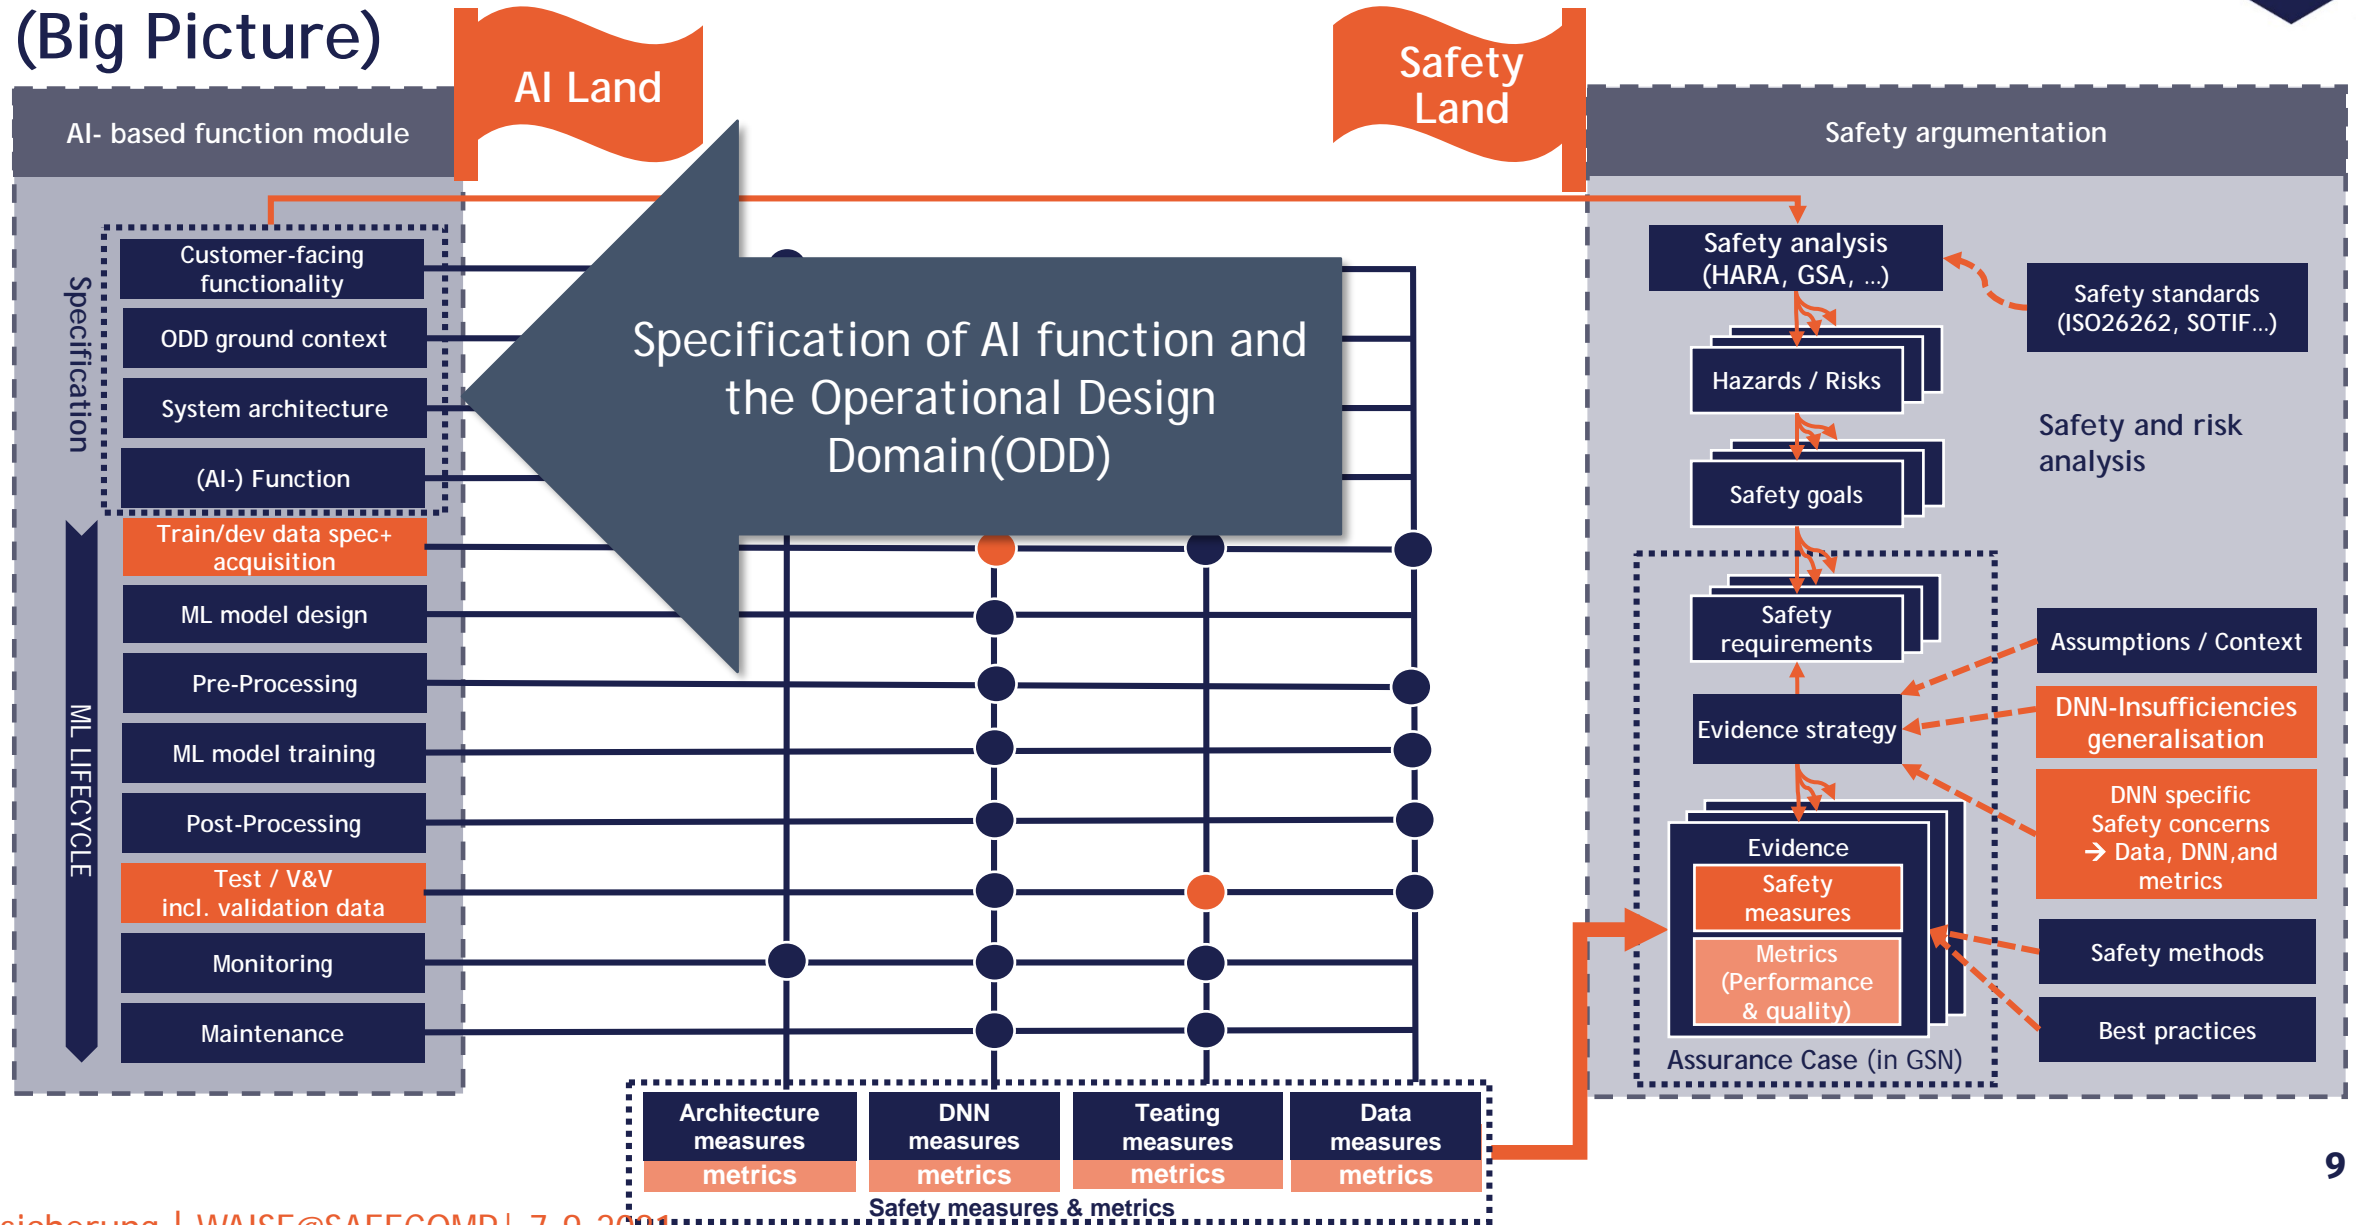 (Big Picture)
AI Land
Safety
Land
AI- based function module
Safety argumentation
Specification
Customer-facing
functionality
ODD ground context
System architecture
(AI-) Function
ML LIFECYCLE
Train/dev data spec+
acquisition
ML model design
Pre-Processing
ML model training
Post-Processing
Test / V&V
incl. validation data
Monitoring
Maintenance
Specification of AI function and
the Operational Design
Domain(ODD)
Architecture
measures
metrics
DNN
measures
metrics
Teating
measures
metrics
Data
measures
metrics
Safety measures & metrics
Safety analysis
(HARA, GSA, ...)
Safety standards
(ISO26262, SOTIF...)
Hazards / Risks
Safety and risk
analysis
Safety goals
Safety
requirements
Assumptions / Context
Evidence strategy
DNN-Insufficiencies
generalisation
DNN specific
Safety concerns
→ Data, DNN,and
metrics
Evidence
Safety
measures
Metrics
(Performance
& quality)
Safety methods
Best practices
Assurance Case (in GSN)
9
sicherung | WAISE@SAFECOMP| 7.9.2021